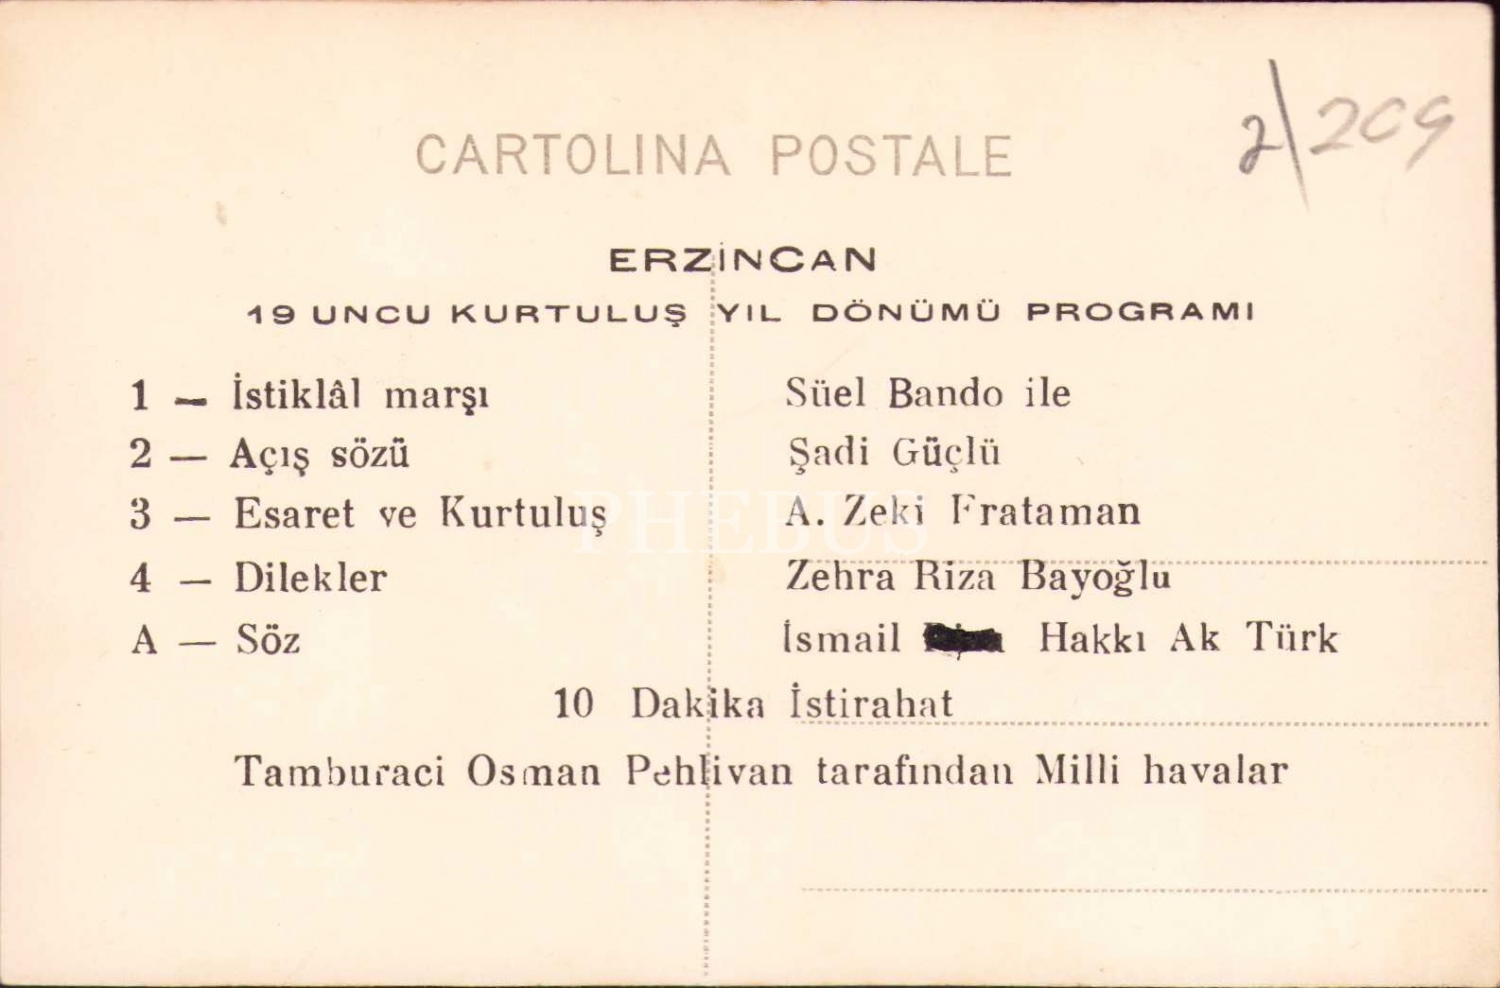 2/209
CARTOLINA POSTALE
ERZİNCAN
19 UNCU KURTULUŞ YIL DÖNÜMÜ PROGRAMI
1 — İstiklâl marşı Süel Bando ile
2 — Açış sözü Şadi Güçlü
3 — Esaret ve Kurtuluş A. Zeki Frataman
4 — Dilekler Zehra Riza Bayoğlu
A — Söz İsmail Hakkı Ak Türk
10 Dakika İstirahat
Tamburaci Osman Pehlivan tarafından Milli havalar
PHEBUS